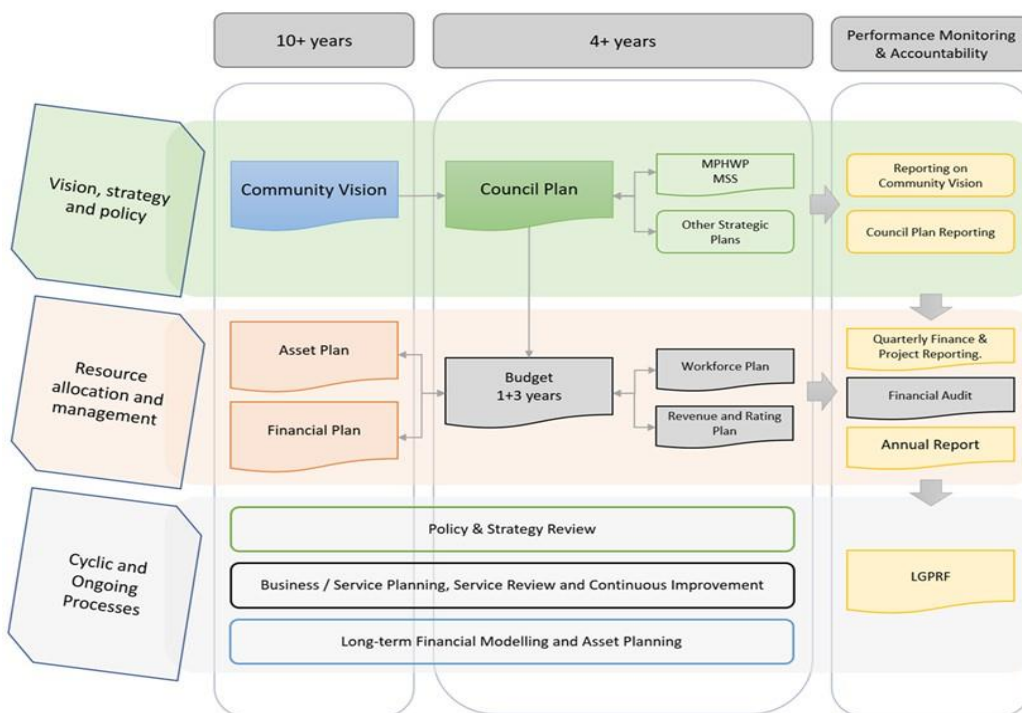 10+ years
4+ years
Performance Monitoring
& Accountability
Vision, strategy
and policy
Community Vision
Council Plan
MPHWP
MSS
Other Strategic
Plans
Reporting on
Community Vision
Council Plan Reporting
Resource
allocation and
management
Asset Plan
Financial Plan
Budget
1+3 years
Workforce Plan
Revenue and Rating
Plan
Quarterly Finance &
Project Reporting.
Financial Audit
Annual Report
Cyclic and
Ongoing
Processes
Policy & Strategy Review
Business / Service Planning, Service Review and Continuous Improvement
Long-term Financial Modelling and Asset Planning
LGPRF